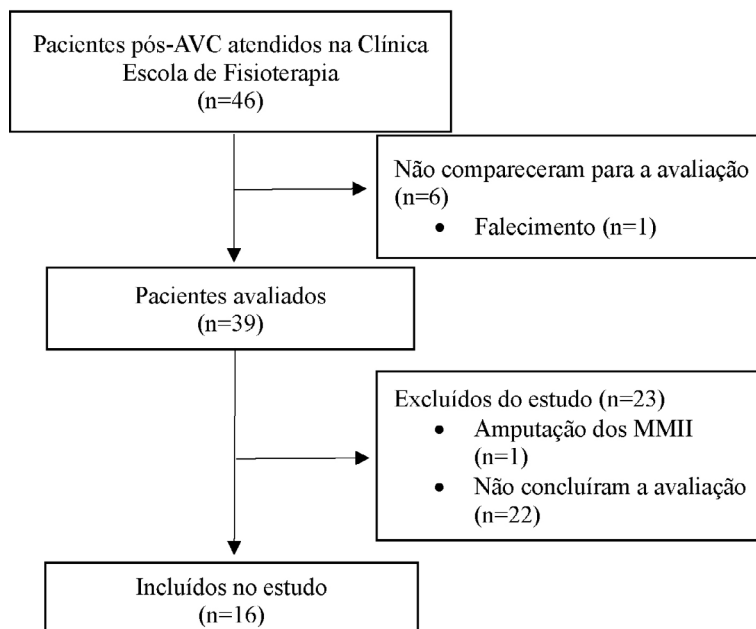 Pacientes pós-AVC atendidos na Clínica
Escola de Fisioterapia
(n=46)
Não compareceram para a avaliação
(n=6)
• Falecimento (n=1)
Pacientes avaliados
(n=39)
Excluídos do estudo (n=23)
• Amputação dos MMII
(n=1)
• Não concluíram a avaliação
(n=22)
Incluídos no estudo
(n=16)